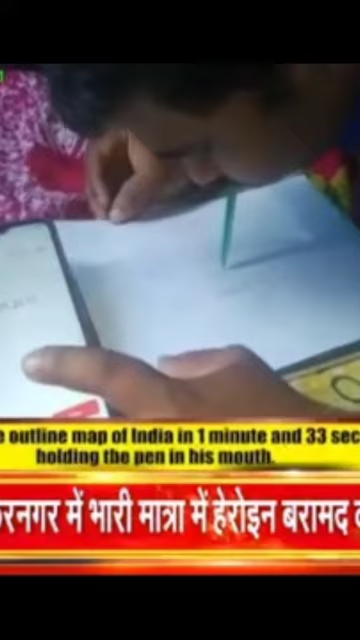 e outline map of India in 1 minute and 33 sec
holding the pen in his mouth.
रनगर में भारी मात्रा में हेरोइन बरामद